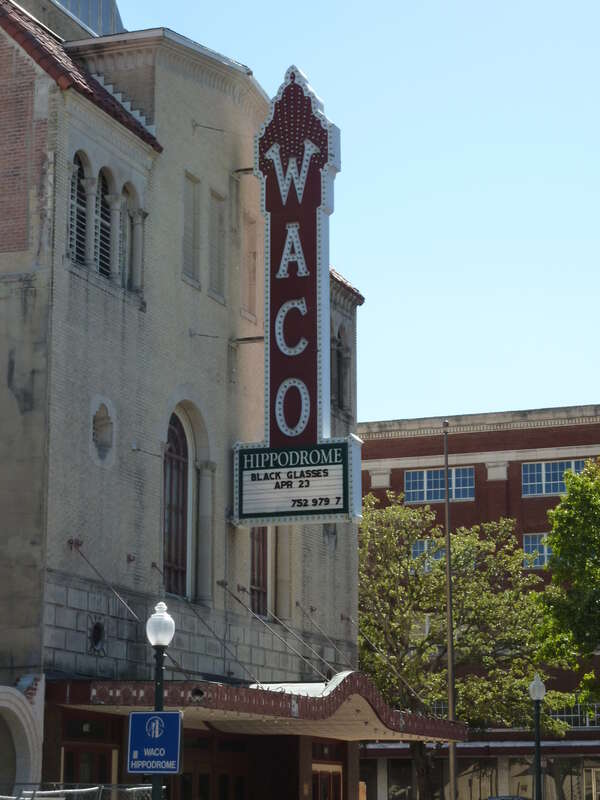 WACO
HIPPODROME
BLACK GLASSES
APR 23
752 979 7
WACO
HIPPODROME